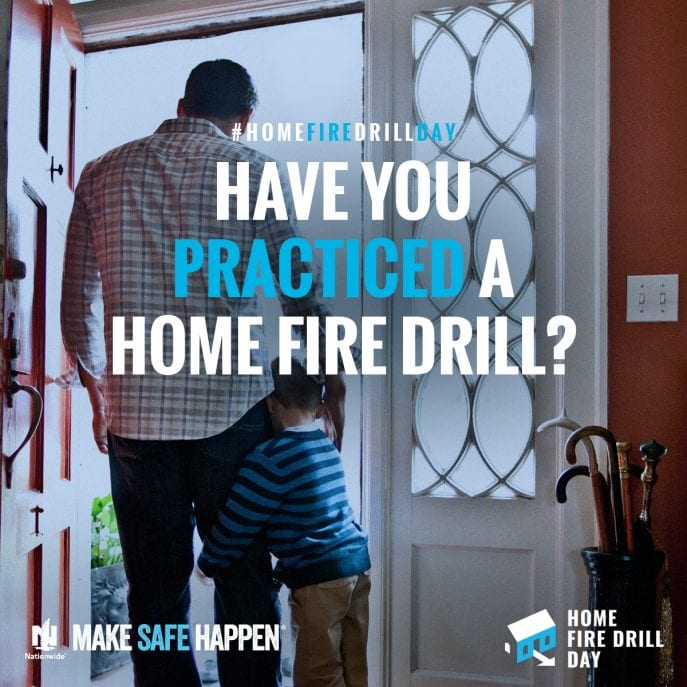 #HOMEFIREDRILLDAY
HAVE YOU
PRACTICED A
HOME FIRE DRILL?
N
Nationwide®
MAKE SAFE HAPPEN®
HOME
FIRE DRILL
DAY